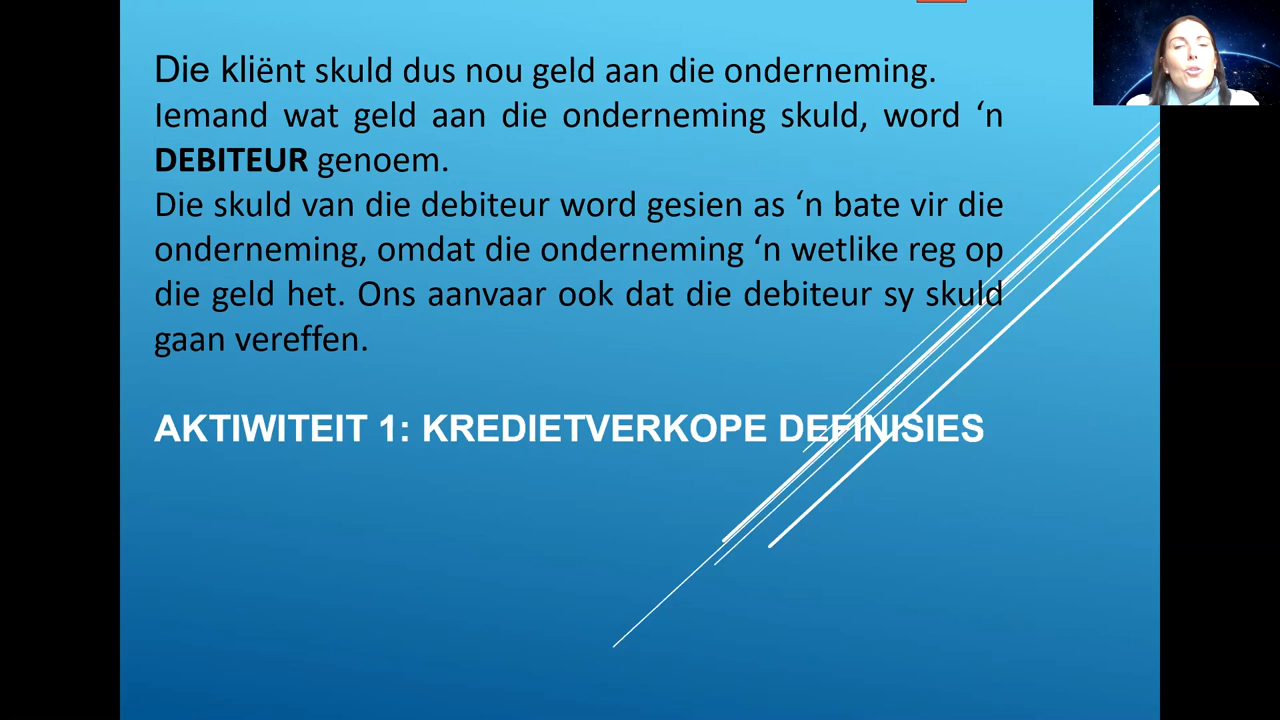 Die kliënt skuld dus nou geld aan die onderneming.
Iemand wat geld aan die onderneming skuld, word ‘n
DEBITEUR genoem.
Die skuld van die debiteur word gesien as ‘n bate vir die
onderneming, omdat die onderneming ‘n wetlike reg op
die geld het. Ons aanvaar ook dat die debiteur sy skuld
gaan vereffen.
AKTIWITEIT 1: KREDIETVERKOPE DEFINISIES